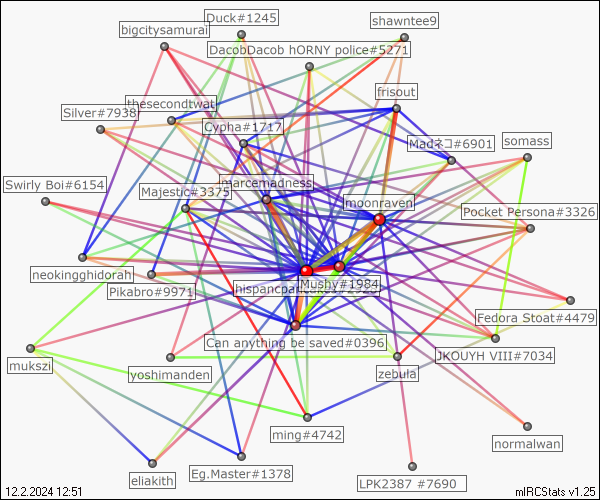 Duck#1245
shawntee9
bigcitysamurai
DacobDacob hORNY police#5271
frisout
thesecondtwat
Silver#7938
Cypha#1717
Madネコ#6901
somass
Swirly Boi#6154
Majestic#3375
marcemadness
moonraven
Pocket Persona#3326
neokingghidorah
Pikabro#9971
Mushy#1984
Fedora Stoat#4479
Can anything be saved#0396
JKOUYH VIII#7034
mukszi
yoshimanden
zebula
ming#4742
normalwan
eliakith
Eg.Master#1378
LPK2387 #7690
12.2.2024 12:51
mIRCStats v1.25